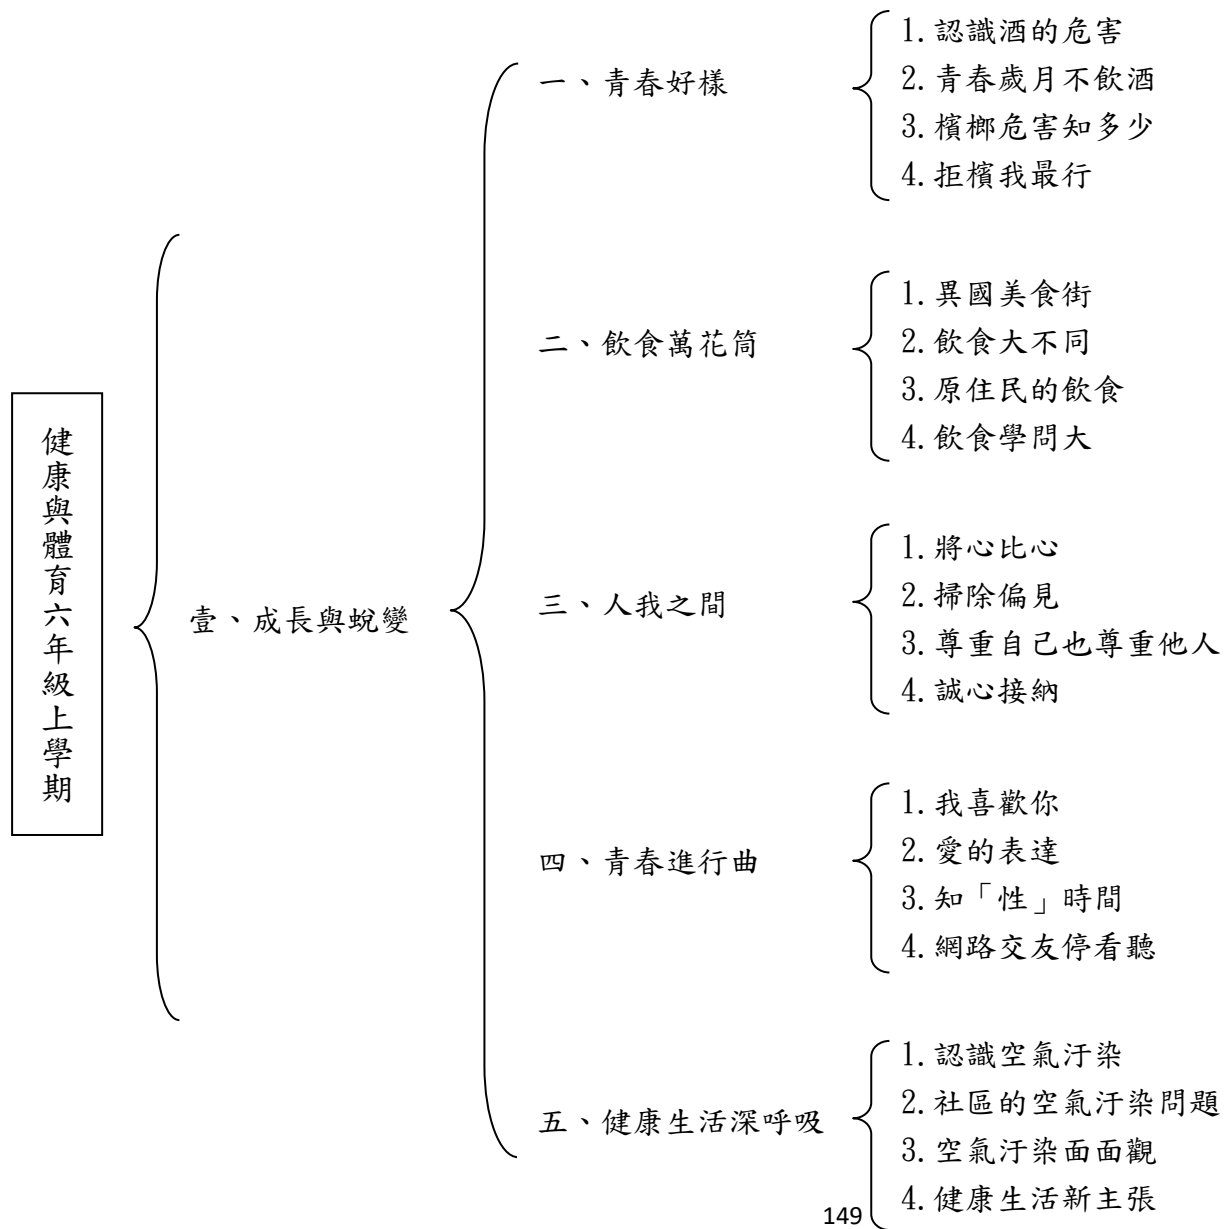 健康與體育六年級上學期
壹、成長與蛻變
一、青春好樣
1.認識酒的危害
2.青春歲月不飲酒
3.檳榔危害知多少
4.拒檳我最行
二、飲食萬花筒
1.異國美食街
2.飲食大不同
3.原住民的飲食
4.飲食學問大
三、人我之間
1.將心比心
2.掃除偏見
3.尊重自己也尊重他人
4.誠心接納
四、青春進行曲
1.我喜歡你
2.愛的表達
3.知「性」時間
4.網路交友停看聽
五、健康生活深呼吸
1.認識空氣汙染
2.社區的空氣汙染問題
3.空氣汙染面面觀
4.健康生活新主張
149